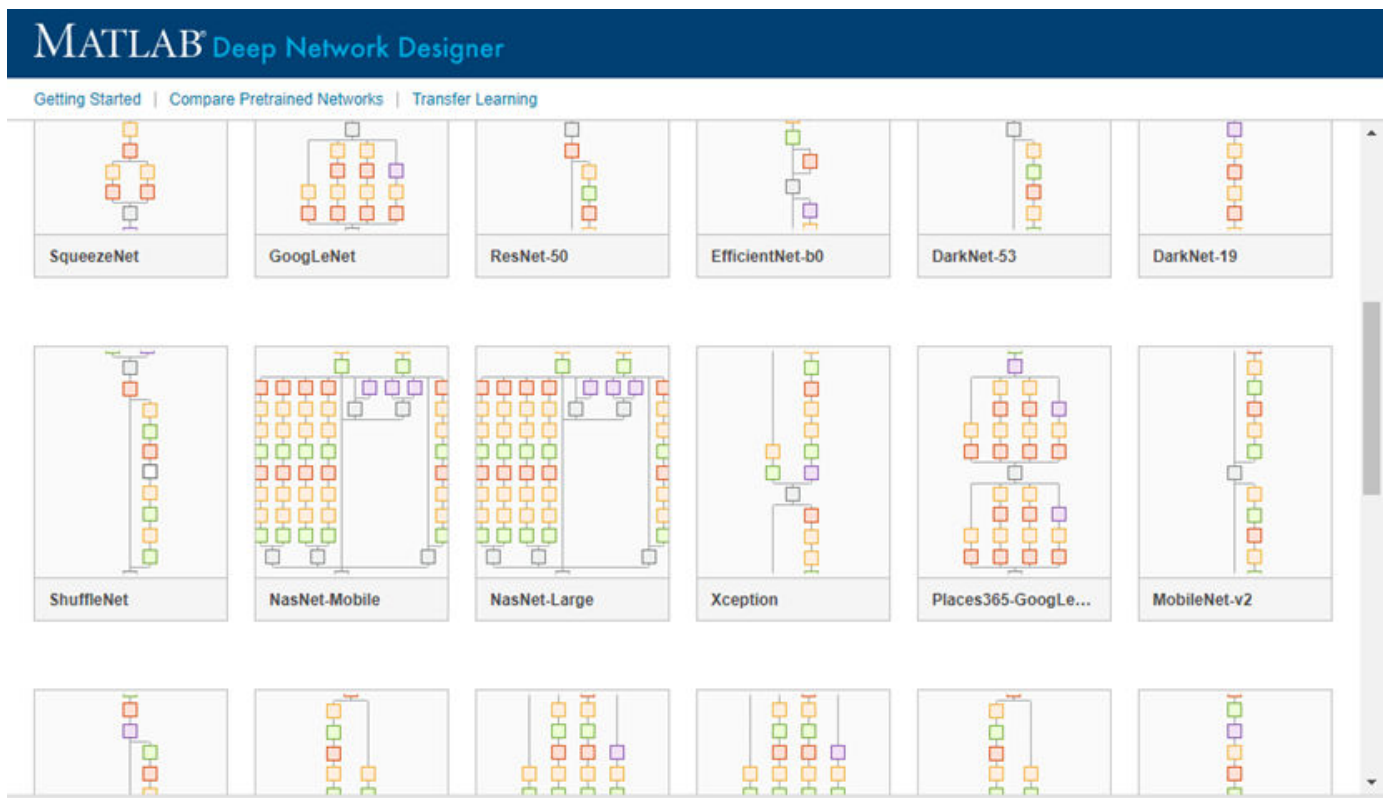 MATLAB® Deep Network Designer
Getting Started | Compare Pretrained Networks | Transfer Learning
SqueezeNet GoogLeNet ResNet-50 EfficientNet-b0 DarkNet-53 DarkNet-19
ShuffleNet NasNet-Mobile NasNet-Large Xception Places365-GoogLe... MobileNet-v2